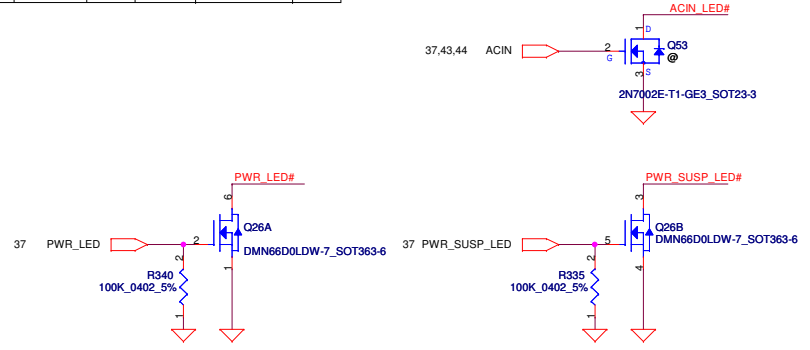 ACIN_LED#
1
D
37,43,44 ACIN
2
G
Q53
@
3
S
2N7002E-T1-GE3_SOT23-3
PWR_LED#
6
37 PWR_LED
2
Q26A
DMN66D0LDW-7_SOT363-6
1
2
R340
100K_0402_5%
1
PWR_SUSP_LED#
3
37 PWR_SUSP_LED
5
Q26B
DMN66D0LDW-7_SOT363-6
4
2
R335
100K_0402_5%
1